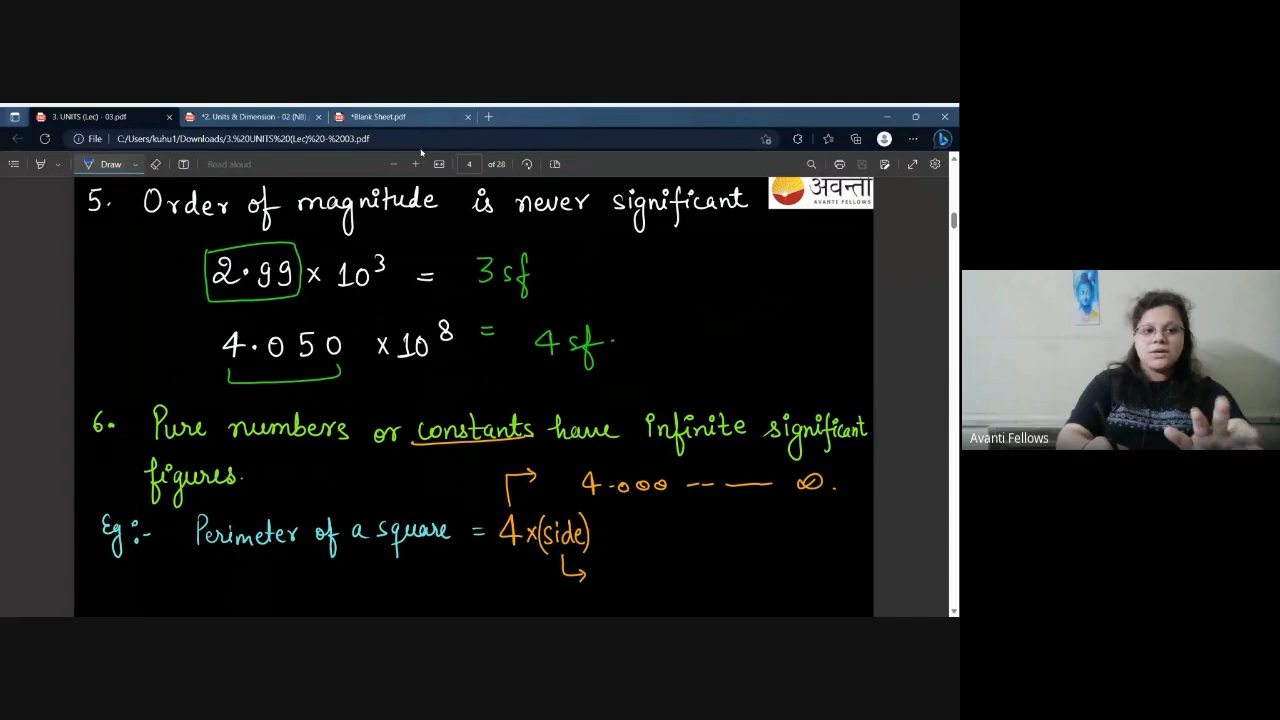 3. UNITS (Lec) - 03.pdf
*2. Units & Dimension - 02 (NB)
*Blank Sheet.pdf
File
C:/Users/kuhu1/Downloads/3.%20UNITS%20(Lec)%20-%2003.pdf
Draw
Read aloud
4 of 28
अवन्ती
AVANTI FELLOWS
5. Order of magnitude is never significant
2.99 × 10³ = 3 sf
4.050 × 10⁸ = 4 sf.
6. Pure numbers or constants have infinite significant
figures.
4.000 -- — ∞.
Eg:- Perimeter of a square = 4×(side)
Avanti Fellows